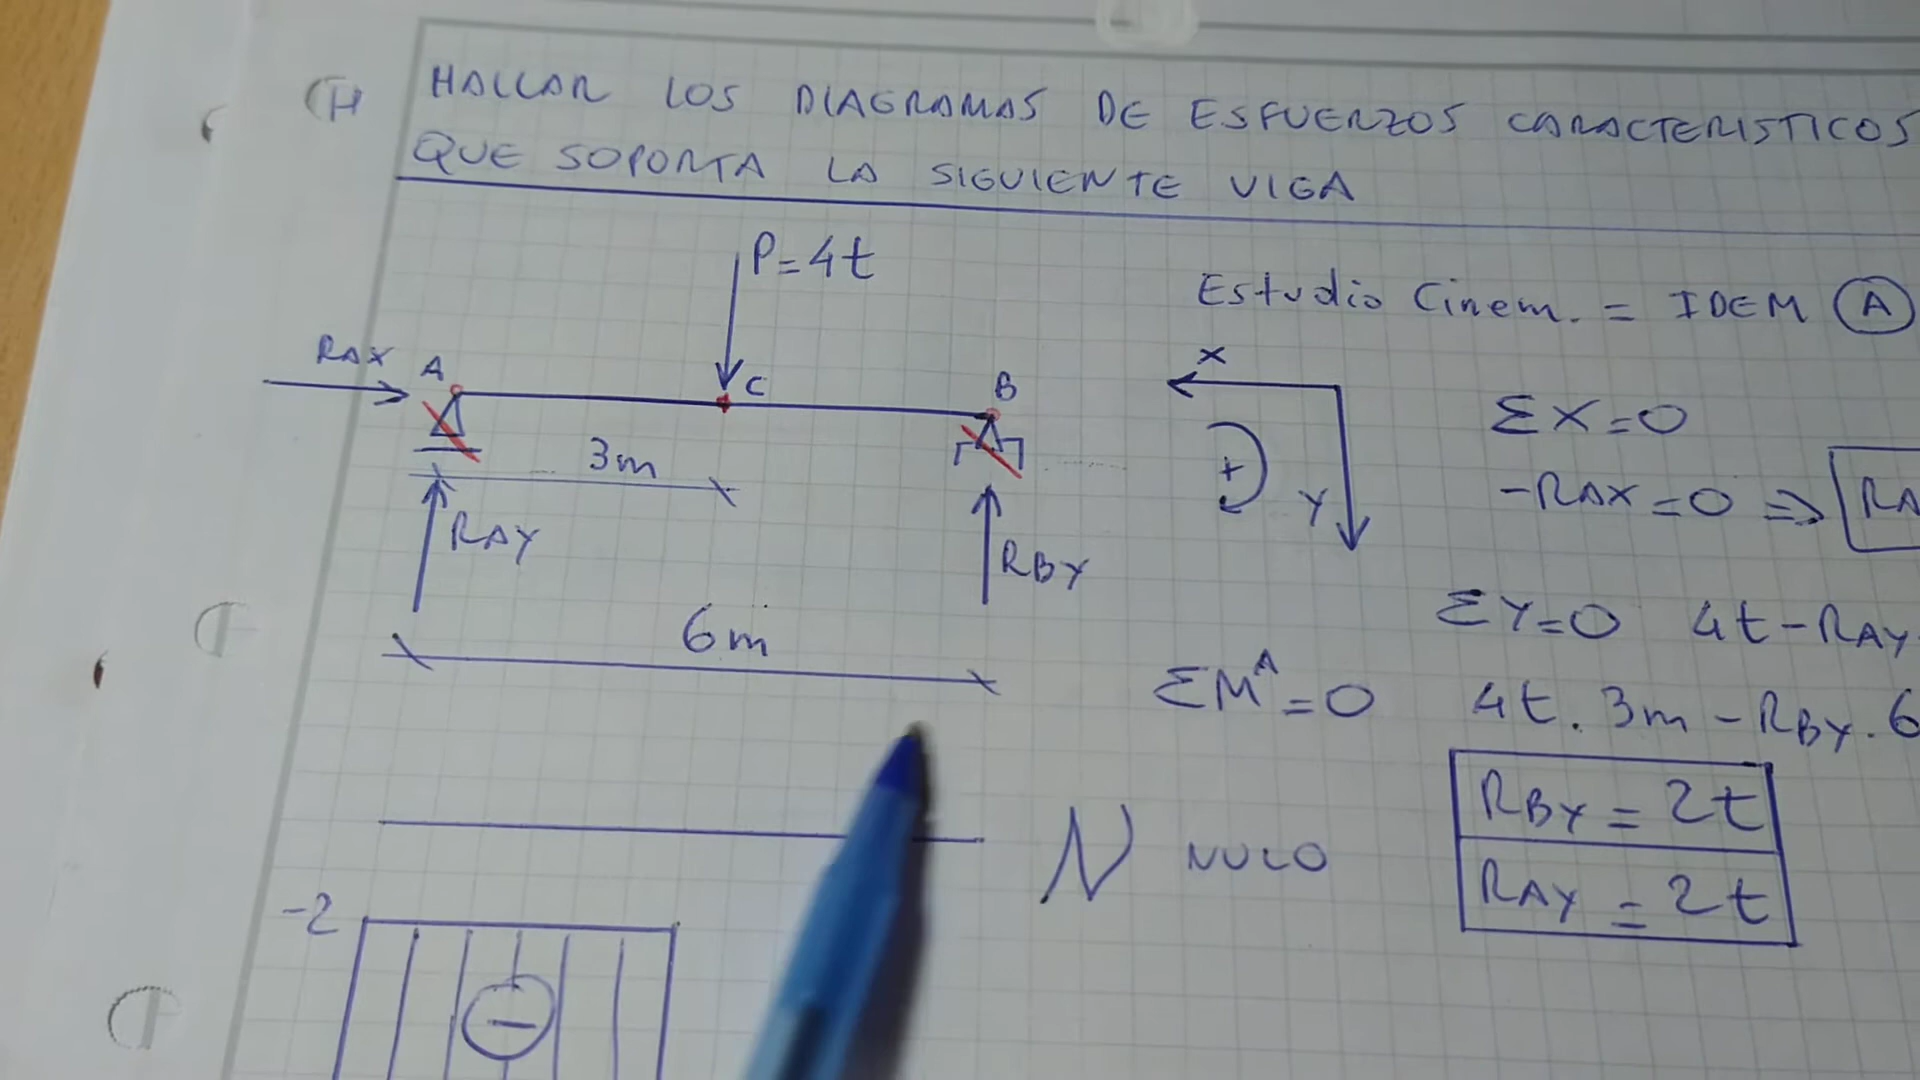 (H HALLAR LOS DIAGRAMAS DE ESFUERZOS CARACTERISTICOS
QUE SOPORTA LA SIGUIENTE VIGA
P=4t
Estudio Cinem. = IDEM (A)
RAX A C B
X
ΣX=0
3m
+
Y
-RAX=0 => RA
RAY
RBY
6m
ΣY=0 4t-RAY
ΣM^A=0 4t. 3m - RBY. 6
RBY = 2t
N NULO
RAY = 2t
-2
-